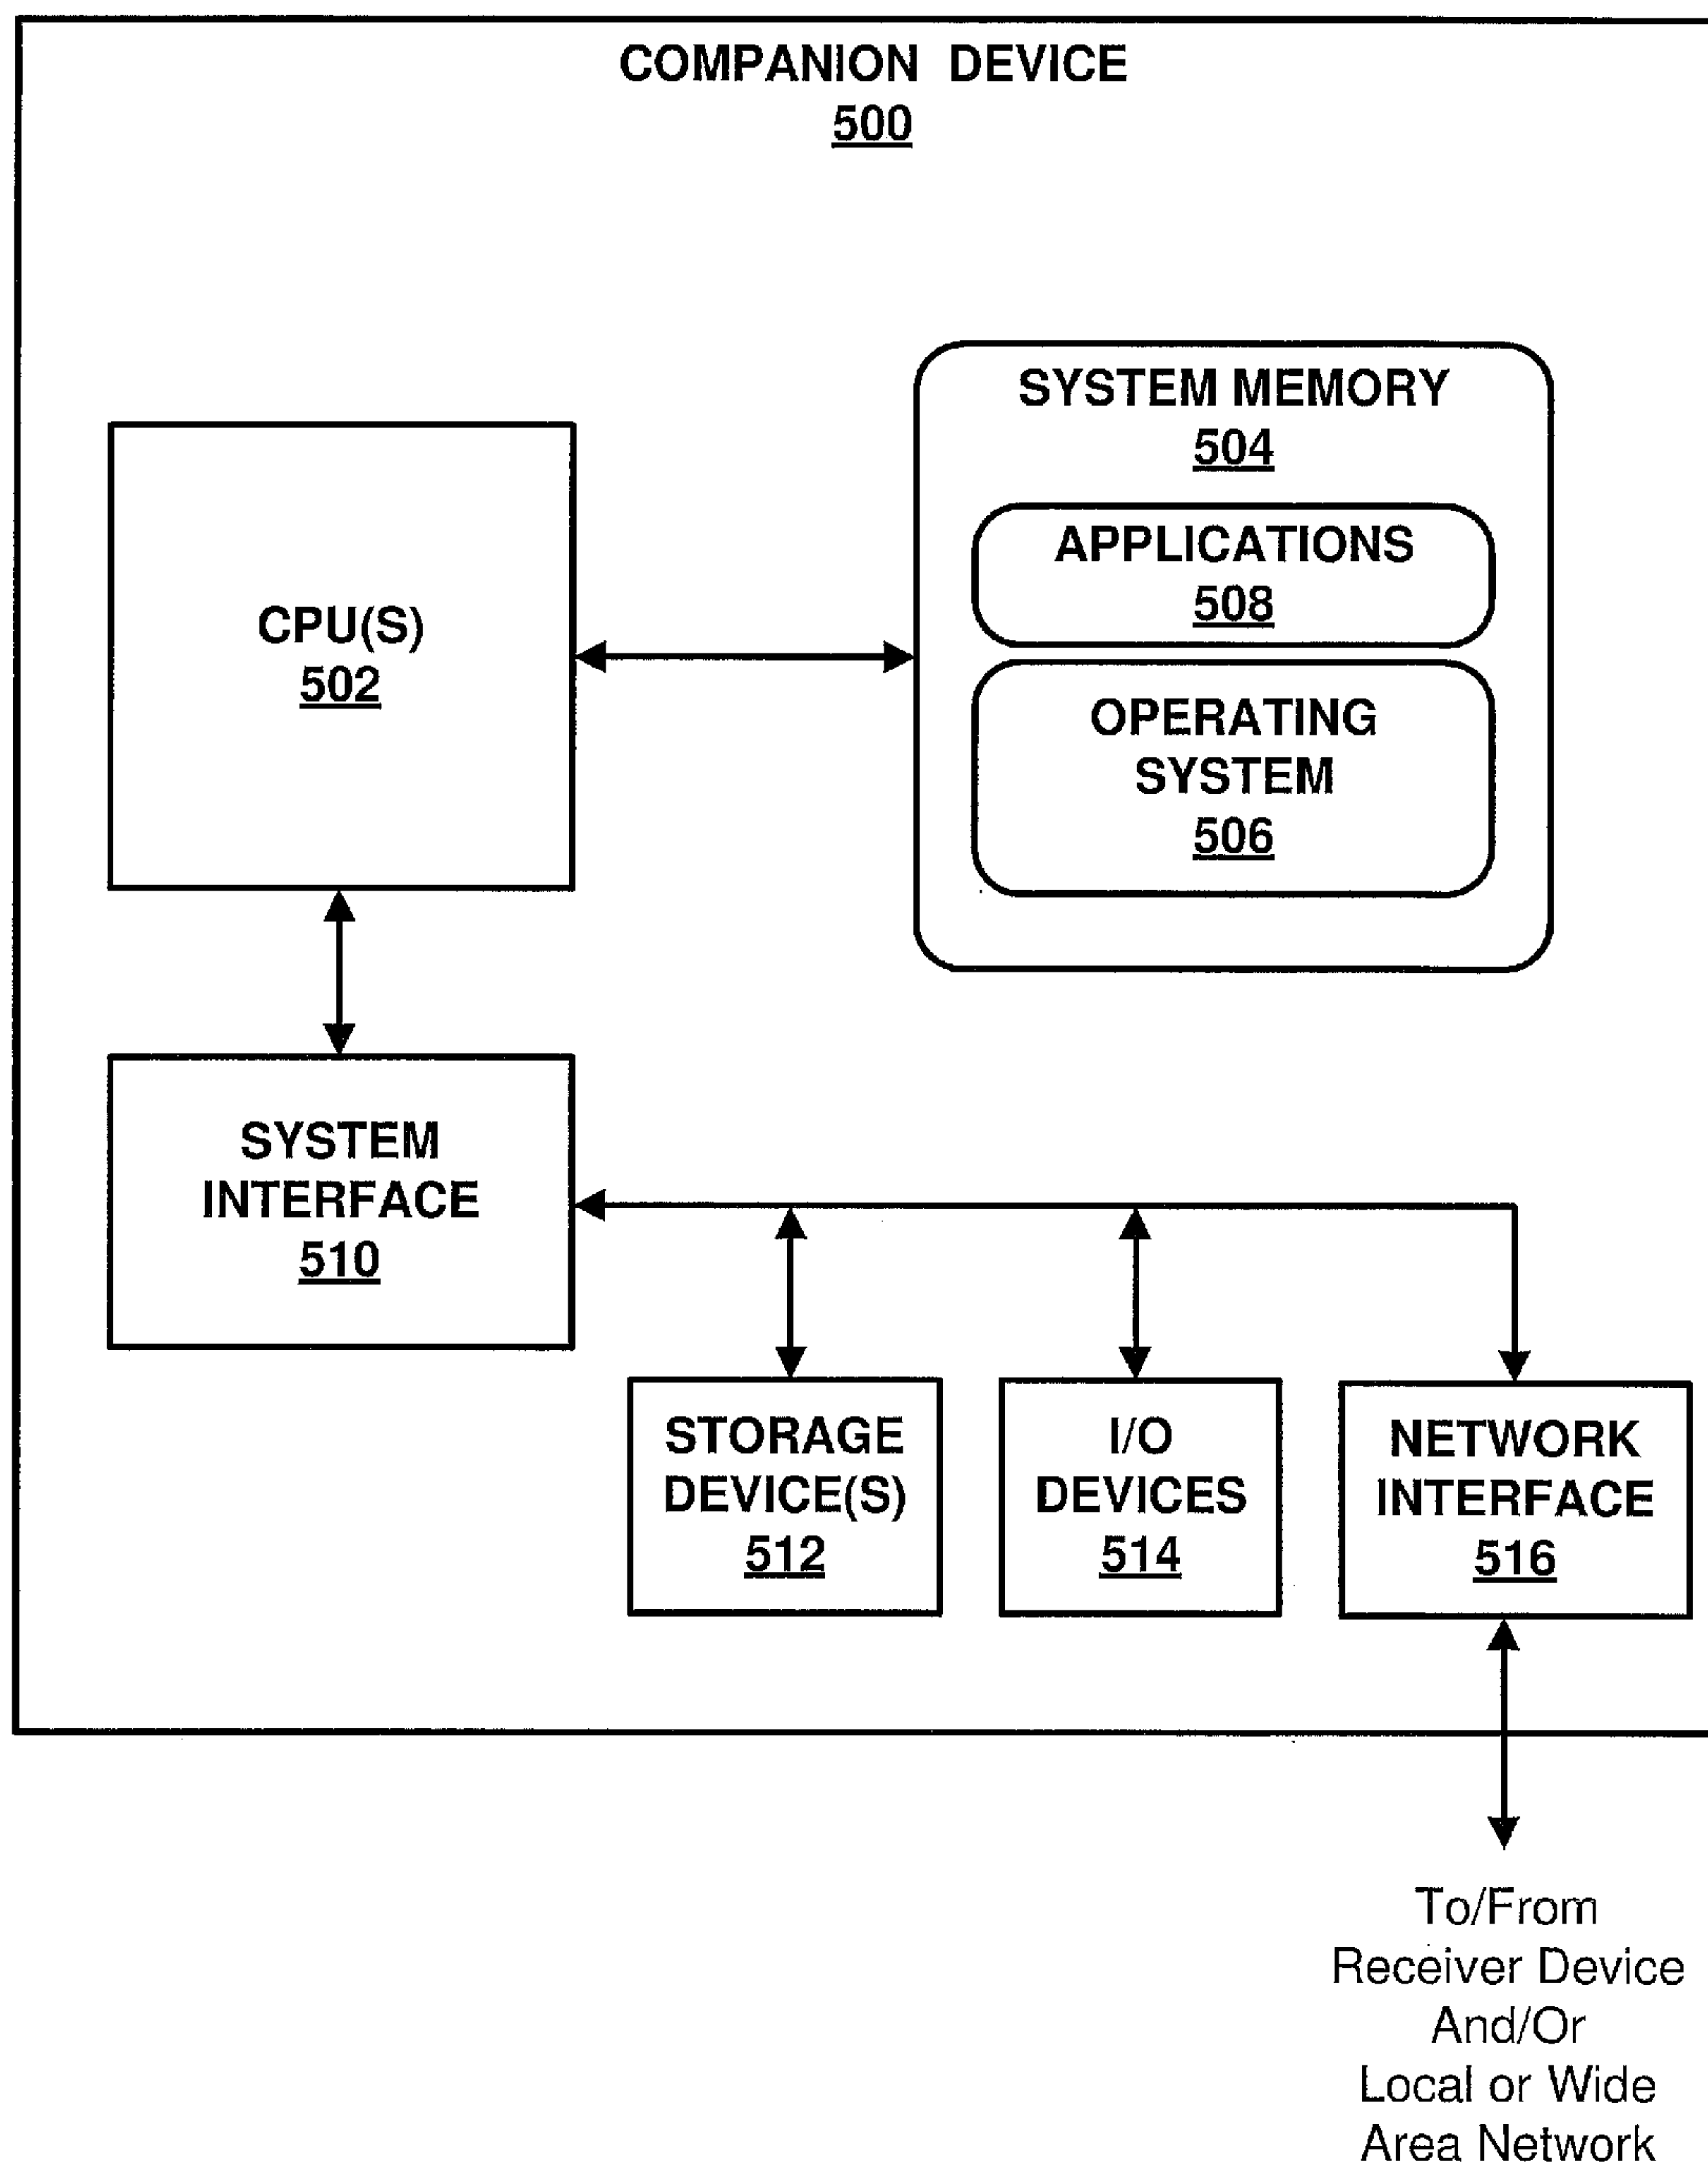 COMPANION DEVICE
500
SYSTEM MEMORY
504
APPLICATIONS
508
OPERATING
SYSTEM
506
CPU(S)
502
SYSTEM
INTERFACE
510
STORAGE
DEVICE(S)
512
I/O
DEVICES
514
NETWORK
INTERFACE
516
To/From
Receiver Device
And/Or
Local or Wide
Area Network